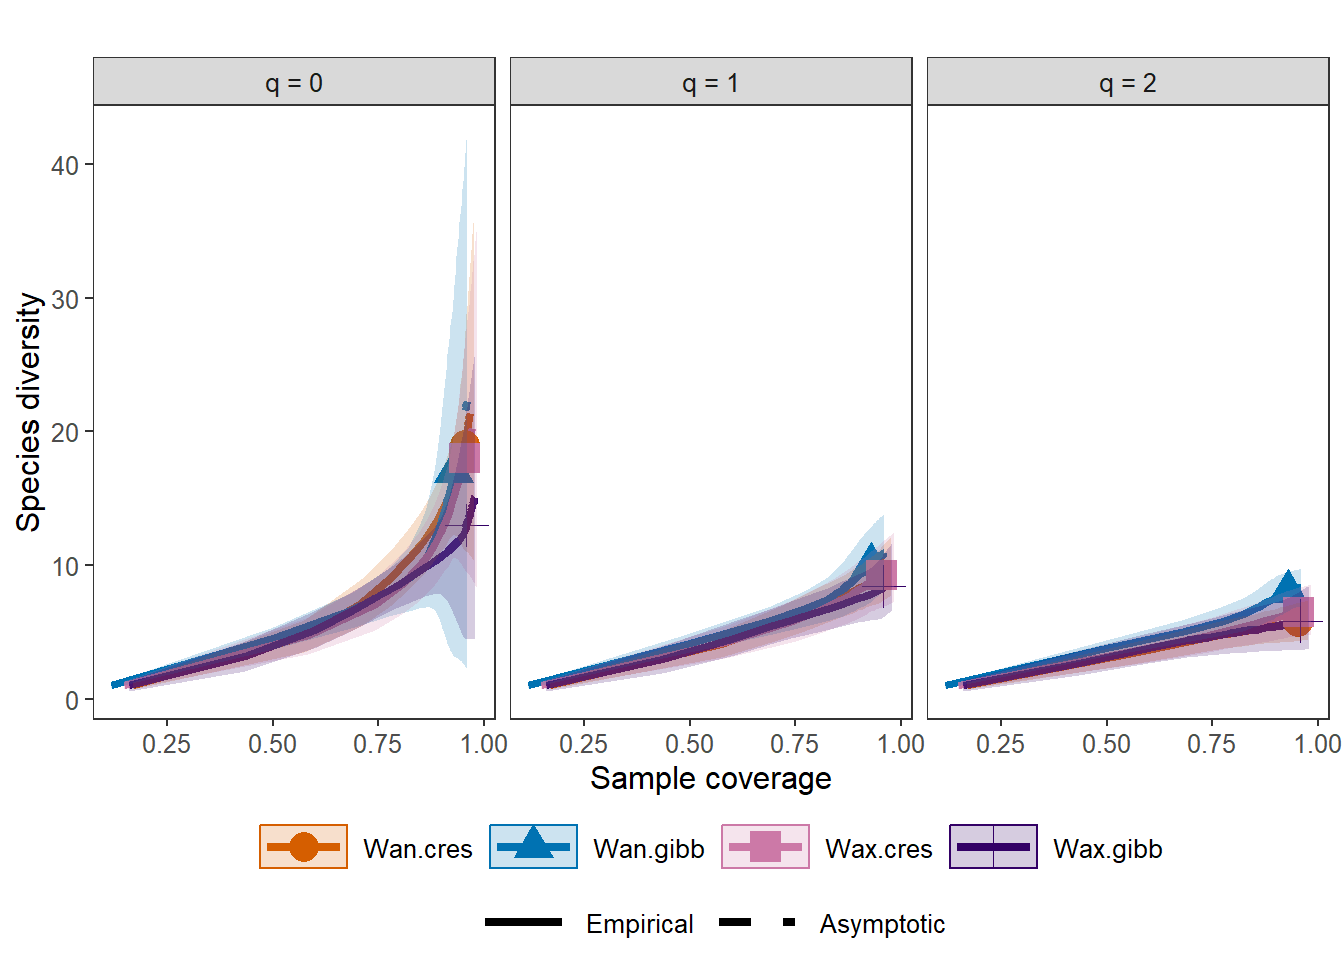 q = 0
q = 1
q = 2
Species diversity
40
30
20
10
0
0.25 0.50 0.75 1.00
0.25 0.50 0.75 1.00
0.25 0.50 0.75 1.00
Sample coverage
Wan.cres Wan.gibb Wax.cres Wax.gibb
Empirical Asymptotic